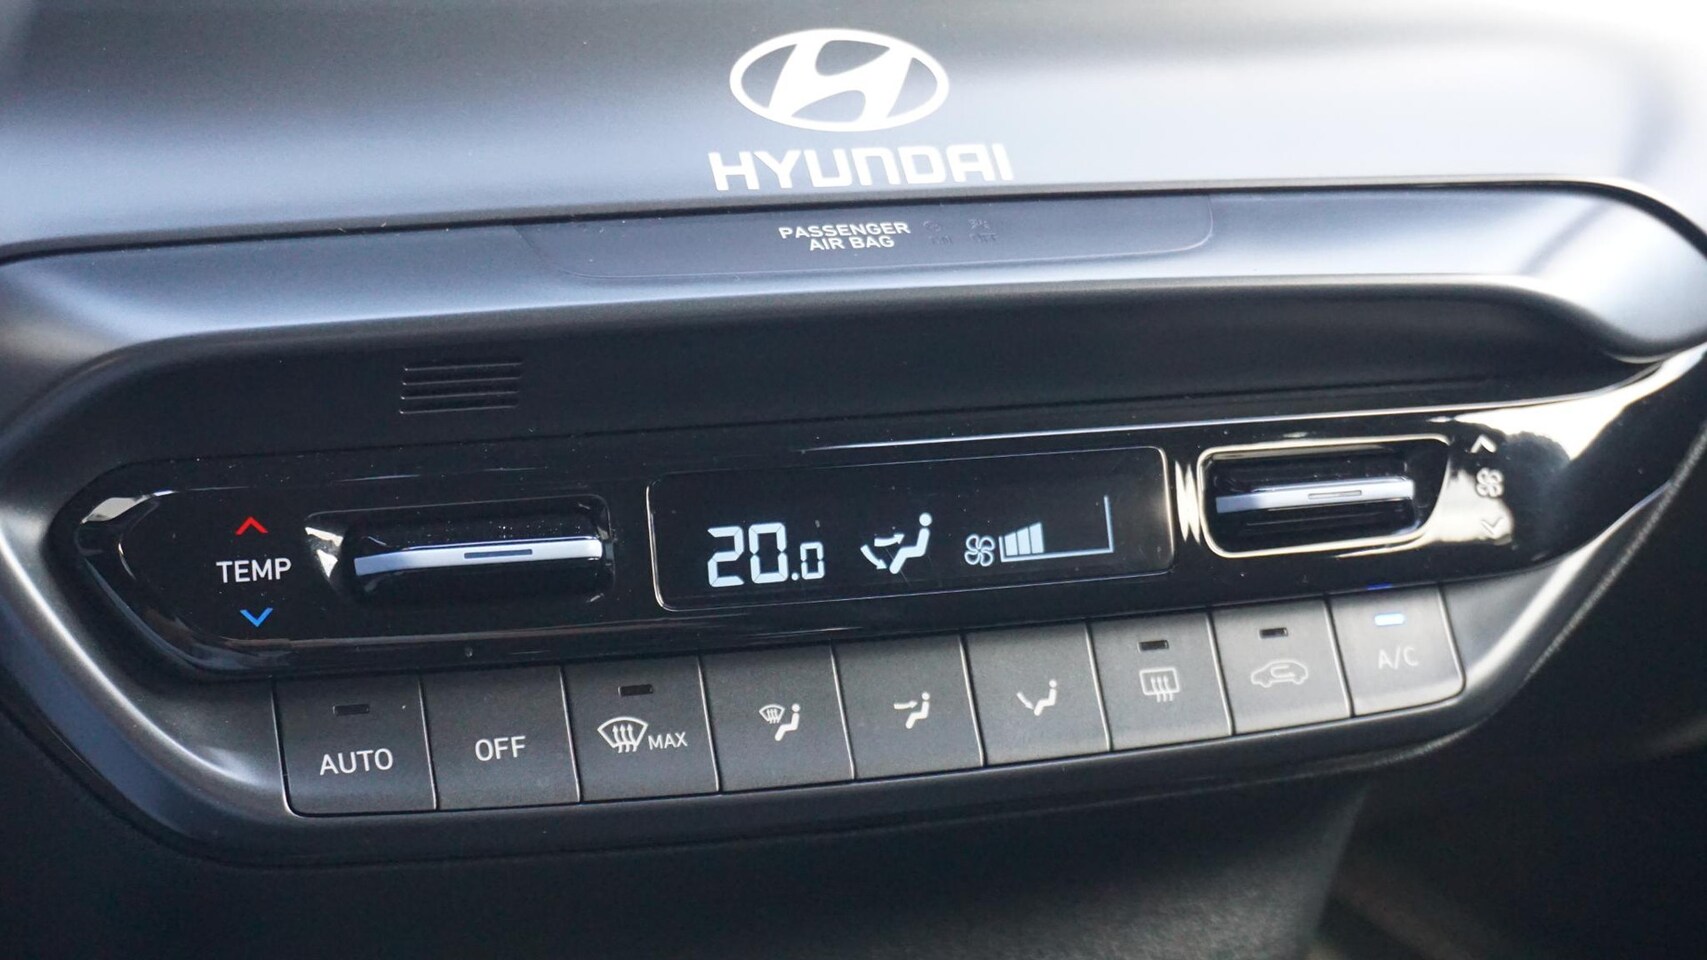 HYUNDAI
PASSENGER
AIR BAG
TEMP
20.0
AUTO
OFF
MAX
A/C